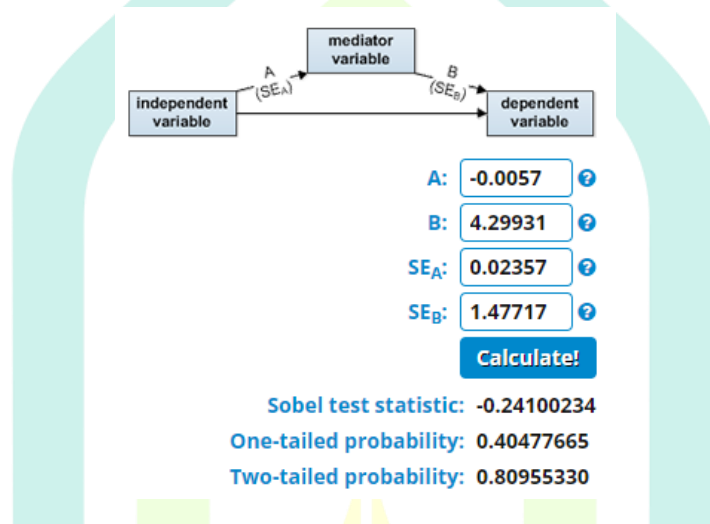 mediator
variable
A
(SEA)
B
(SEB)
independent
variable
dependent
variable
A: -0.0057 ?
B: 4.29931 ?
SEA: 0.02357 ?
SEB: 1.47717 ?
Calculate!
Sobel test statistic: -0.24100234
One-tailed probability: 0.40477665
Two-tailed probability: 0.80955330